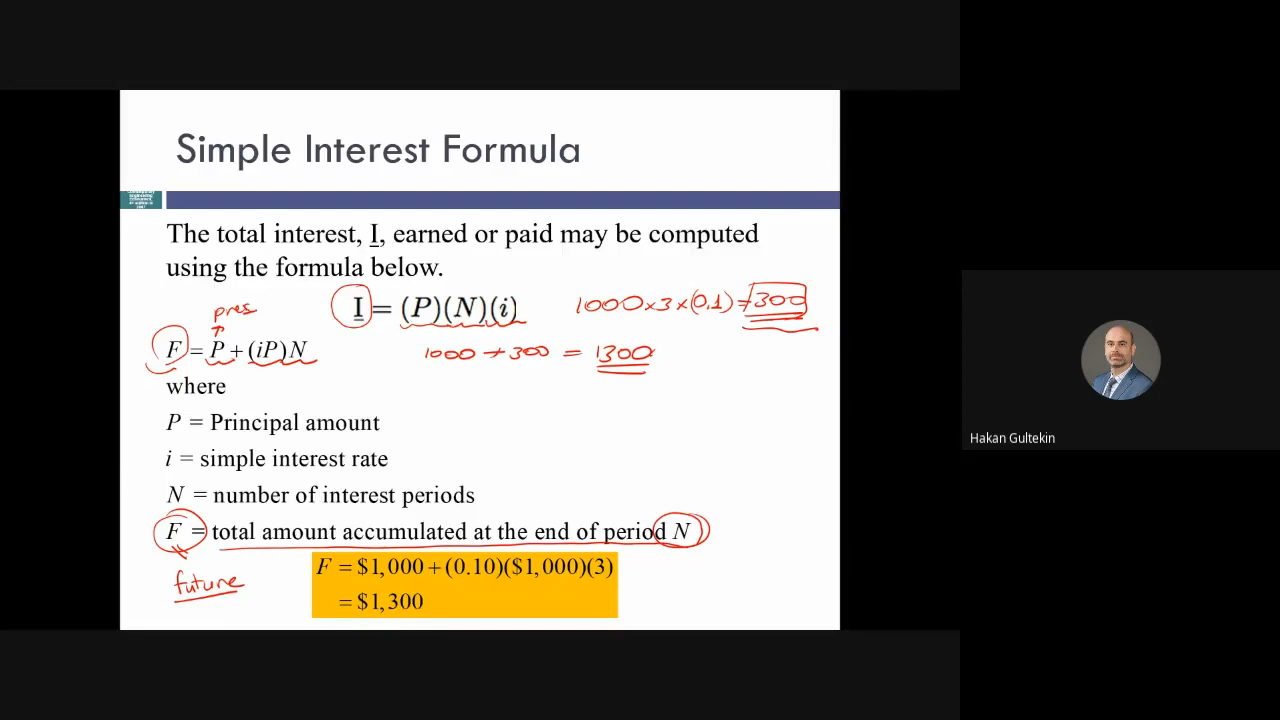 Simple Interest Formula
The total interest, I, earned or paid may be computed
using the formula below.
I = (P)(N)(i)
1000 x 3 x (0,1) = 300
pres
F = P + (iP)N
1000 + 300 = 1300
where
P = Principal amount
i = simple interest rate
N = number of interest periods
F = total amount accumulated at the end of period N
future
F = $1,000 + (0.10)($1,000)(3)
= $1,300
Hakan Gultekin